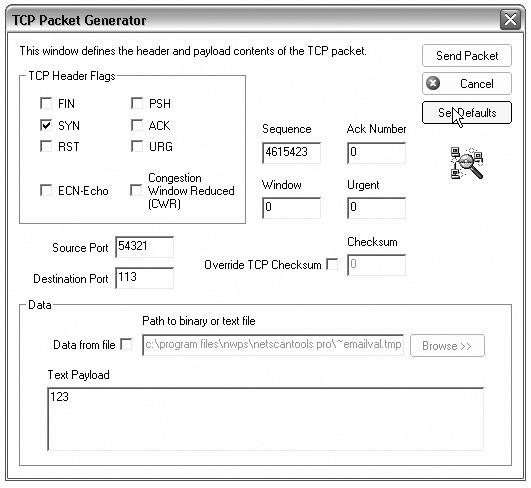 TCP Packet Generator
This window defines the header and payload contents of the TCP packet.
Send Packet
Cancel
Set Defaults
TCP Header Flags
FIN
PSH
SYN
ACK
RST
URG
ECN-Echo
Congestion
Window Reduced
(CWR)
Sequence
Ack Number
4615423
0
Window
Urgent
0
0
Source Port
54321
Destination Port
113
Checksum
Override TCP Checksum
0
Data
Path to binary or text file
Data from file
c:\program files\nwps\netscantools pro\~emailval.tmp
Browse >>
Text Payload
123